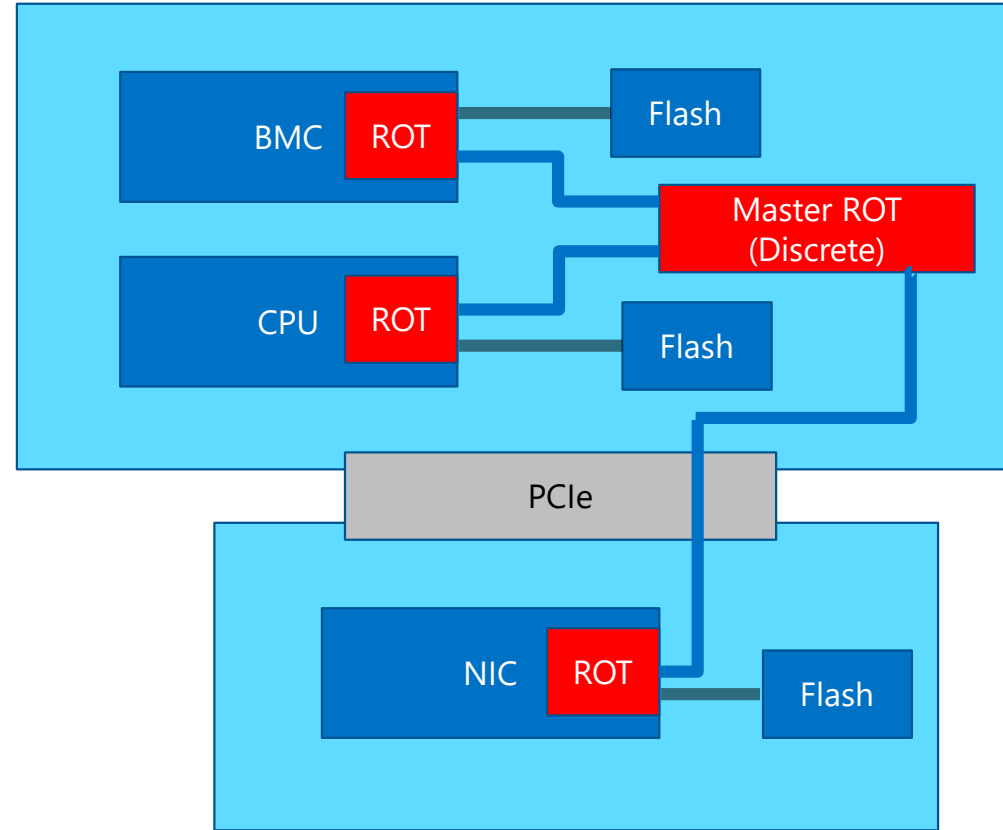 BMC
ROT
Flash
Master ROT
(Discrete)
CPU
ROT
Flash
PCIe
NIC
ROT
Flash